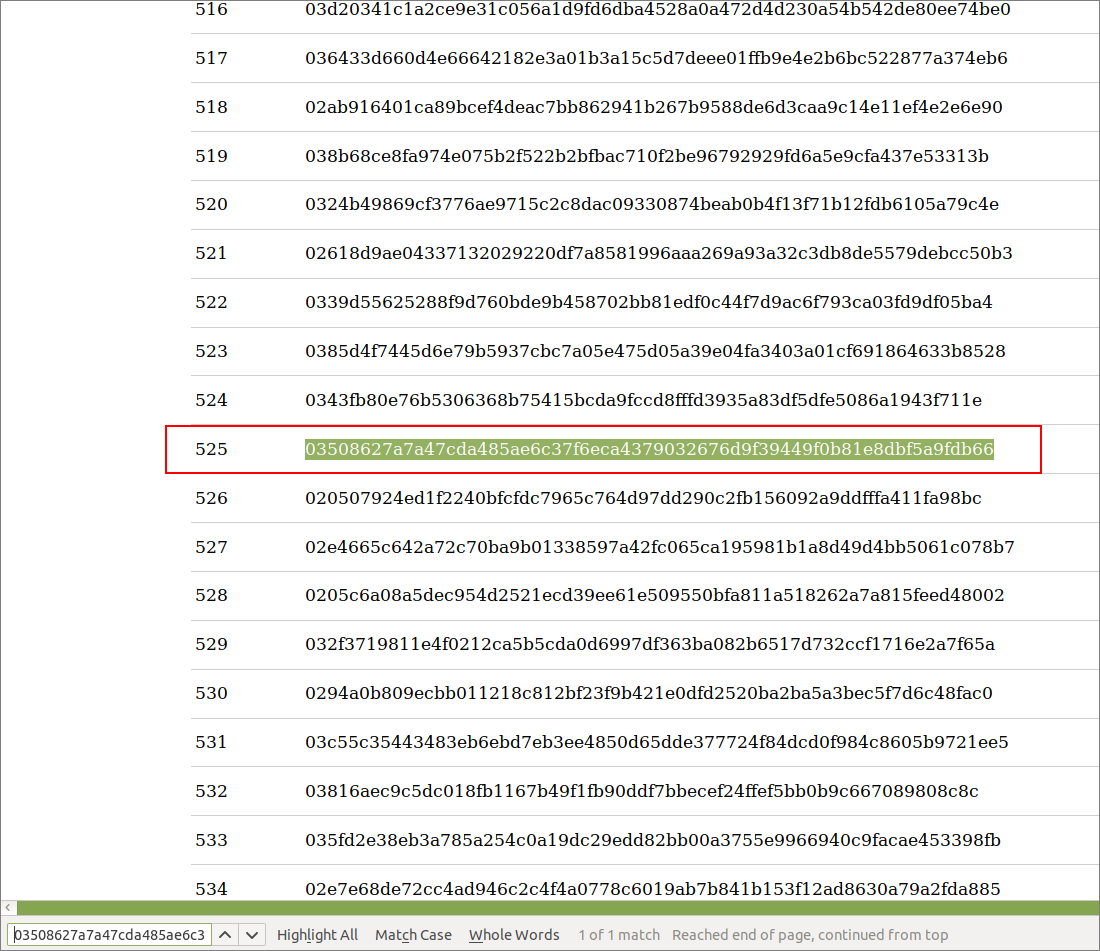 516 03d20341c1a2ce9e31c056a1d9fd6dba4528a0a472d4d230a54b542de80ee74be0
517 036433d660d4e66642182e3a01b3a15c5d7deee01ffb9e4e2b6bc522877a374eb6
518 02ab916401ca89bcef4deac7bb862941b267b9588de6d3caa9c14e11ef4e2e6e90
519 038b68ce8fa974e075b2f522b2bfbac710f2be96792929fd6a5e9cfa437e53313b
520 0324b49869cf3776ae9715c2c8dac09330874beab0b4f13f71b12fdb6105a79c4e
521 02618d9ae04337132029220df7a8581996aaa269a93a32c3db8de5579debcc50b3
522 0339d55625288f9d760bde9b458702bb81edf0c44f7d9ac6f793ca03fd9df05ba4
523 0385d4f7445d6e79b5937cbc7a05e475d05a39e04fa3403a01cf691864633b8528
524 0343fb80e76b5306368b75415bcda9fccd8fffd3935a83df5dfe5086a1943f711e
525 03508627a7a47cda485ae6c37f6eca4379032676d9f39449f0b81e8dbf5a9fdb66
526 020507924ed1f2240bfcfdc7965c764d97dd290c2fb156092a9ddfffa411fa98bc
527 02e4665c642a72c70ba9b01338597a42fc065ca195981b1a8d49d4bb5061c078b7
528 0205c6a08a5dec954d2521ecd39ee61e509550bfa811a518262a7a815feed48002
529 032f3719811e4f0212ca5b5cda0d6997df363ba082b6517d732ccf1716e2a7f65a
530 0294a0b809ecbb011218c812bf23f9b421e0dfd2520ba2ba5a3bec5f7d6c48fac0
531 03c55c35443483eb6ebd7eb3ee4850d65dde377724f84dcd0f984c8605b9721ee5
532 03816aec9c5dc018fb1167b49f1fb90ddf7bbecef24ffef5bb0b9c667089808c8c
533 035fd2e38eb3a785a254c0a19dc29edd82bb00a3755e9966940c9facae453398fb
534 02e7e68de72cc4ad946c2c4f4a0778c6019ab7b841b153f12ad8630a79a2fda885
03508627a7a47cda485ae6c3 Highlight All Match Case Whole Words 1 of 1 match Reached end of page, continued from top